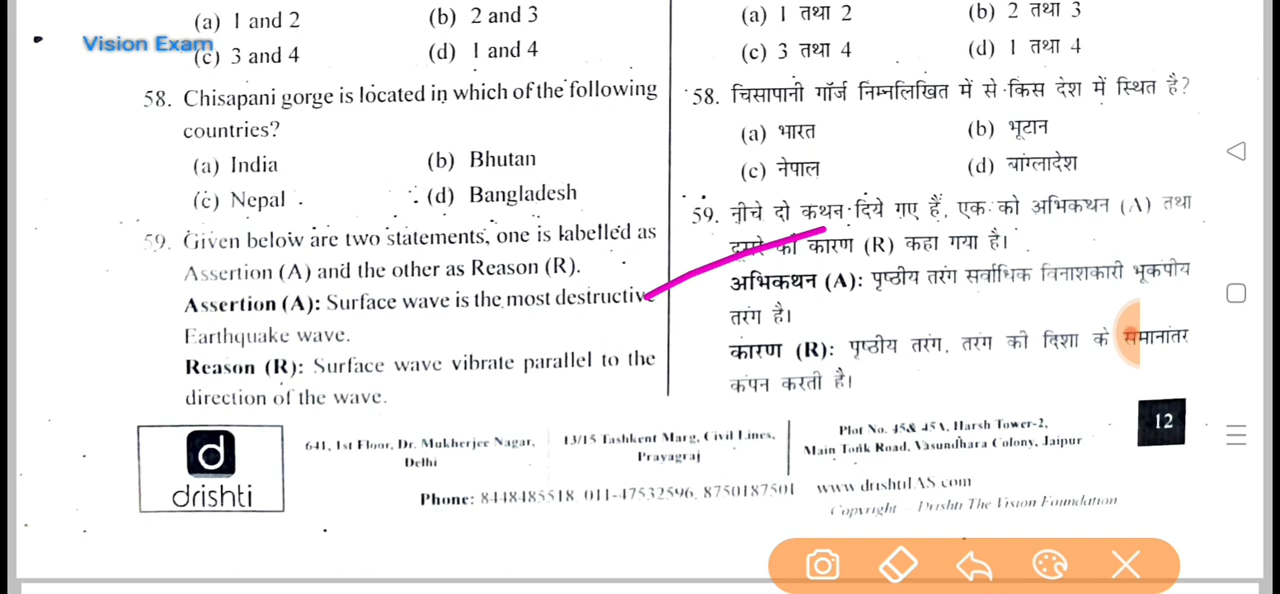 (a) 1 and 2
(b) 2 and 3
Vision Exam
(c) 3 and 4
(d) 1 and 4
58. Chisapani gorge is located in which of the following
countries?
(a) India
(b) Bhutan
(c) Nepal
(d) Bangladesh
59. Given below are two statements, one is labelled as
Assertion (A) and the other as Reason (R).
Assertion (A): Surface wave is the most destructive
Earthquake wave.
Reason (R): Surface wave vibrate parallel to the
direction of the wave.
(a) 1 तथा 2
(b) 2 तथा 3
(c) 3 तथा 4
(d) 1 तथा 4
58. चिसापानी गॉर्ज निम्नलिखित में से किस देश में स्थित है?
(a) भारत
(b) भूटान
(c) नेपाल
(d) बांग्लादेश
59. नीचे दो कथन दिये गए हैं, एक को अभिकथन (A) तथा
दूसरे को कारण (R) कहा गया है।
अभिकथन (A): पृष्ठीय तरंग सर्वाधिक विनाशकारी भूकंपीय
तरंग है।
कारण (R): पृष्ठीय तरंग, तरंग की दिशा के समानांतर
कंपन करती है।
12
d
drishti
641, 1st Floor, Dr. Mukherjee Nagar,
Delhi
13/15 Tashkent Marg, Civil Lines,
Prayagraj
Plot No. 45& 45A, Harsh Tower-2,
Main Tonk Road, Vasundhara Colony, Jaipur
Phone: 8448485518, 011-47532596, 8750187501
www drishtiIAS com
Copyright - Drishti The Vision Foundation